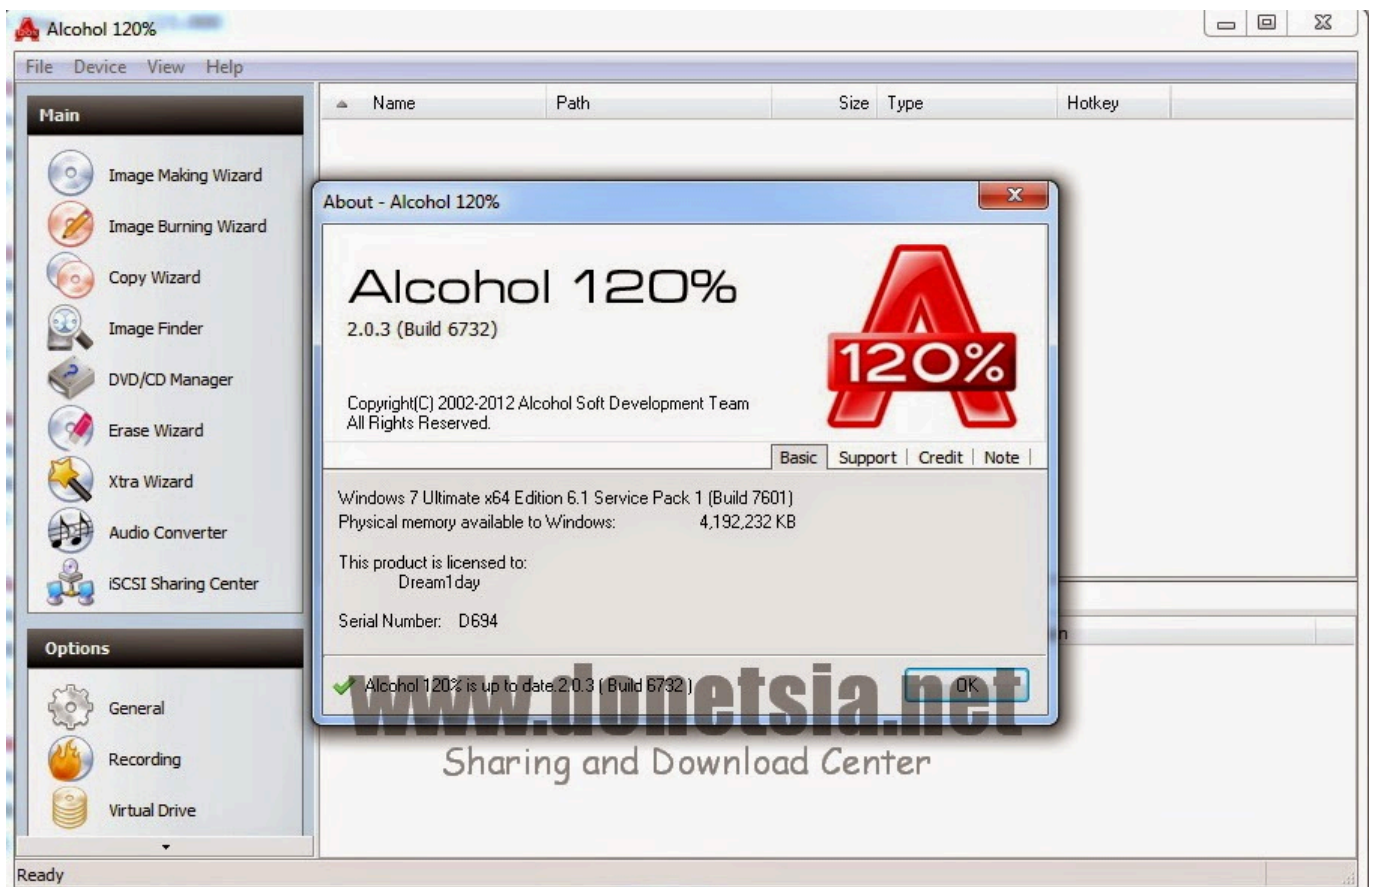 Alcohol 120%
File Device View Help
Main
Name Path Size Type Hotkey
Image Making Wizard
Image Burning Wizard
Copy Wizard
Image Finder
DVD/CD Manager
Erase Wizard
Xtra Wizard
Audio Converter
iSCSI Sharing Center
Options
General
Recording
Virtual Drive
About - Alcohol 120%
Alcohol 120%
2.0.3 (Build 6732)
A
120%
Copyright(C) 2002-2012 Alcohol Soft Development Team
All Rights Reserved.
Basic Support Credit Note
Windows 7 Ultimate x64 Edition 6.1 Service Pack 1 (Build 7601)
Physical memory available to Windows: 4,192,232 KB
This product is licensed to:
Dream1day
Serial Number: D694
Alcohol 120% is up to date.2.0.3 ( Build 6732 )
OK
www.donetsia.net
Sharing and Download Center
Ready